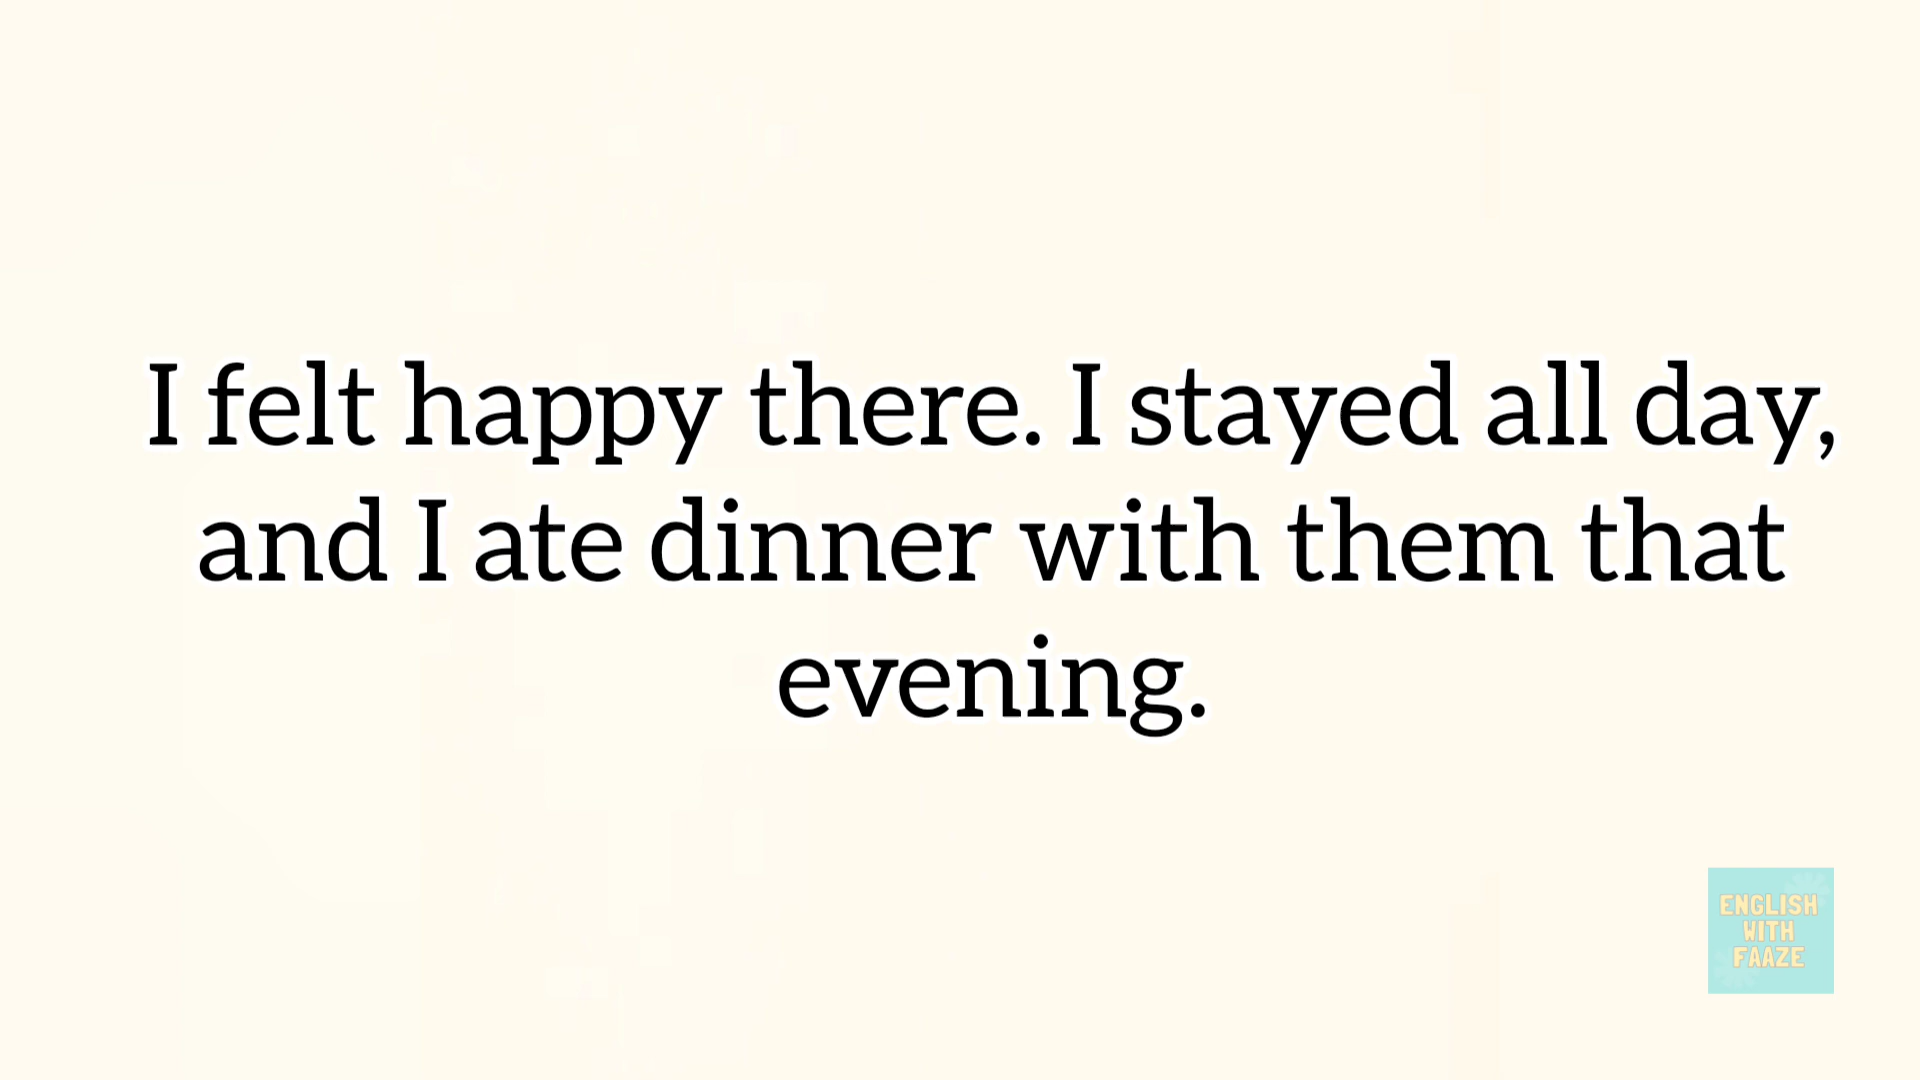 I felt happy there. I stayed all day,
and I ate dinner with them that
evening.
ENGLISH
WITH
FAAZE